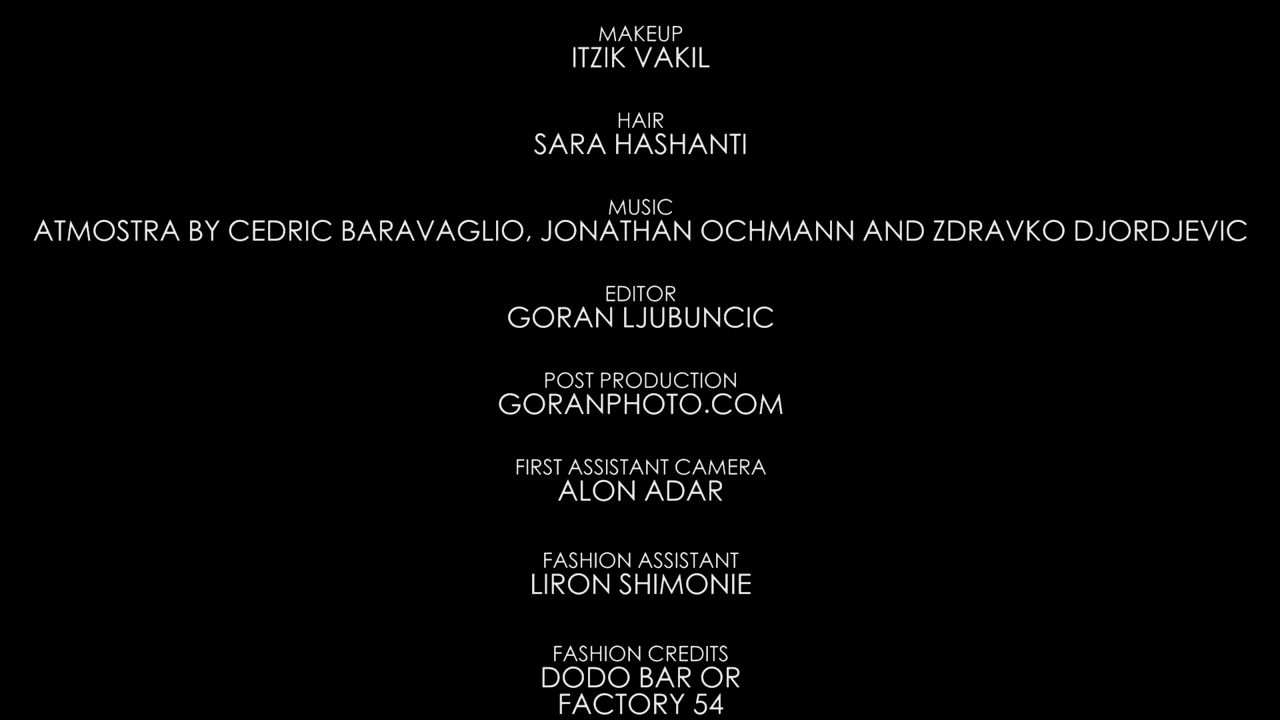 MAKEUP
ITZIK VAKIL
HAIR
SARA HASHANTI
MUSIC
ATMOSTRA BY CEDRIC BARAVAGLIO, JONATHAN OCHMANN AND ZDRAVKO DJORDJEVIC
EDITOR
GORAN LJUBUNCIC
POST PRODUCTION
GORANPHOTO.COM
FIRST ASSISTANT CAMERA
ALON ADAR
FASHION ASSISTANT
LIRON SHIMONIE
FASHION CREDITS
DODO BAR OR
FACTORY 54